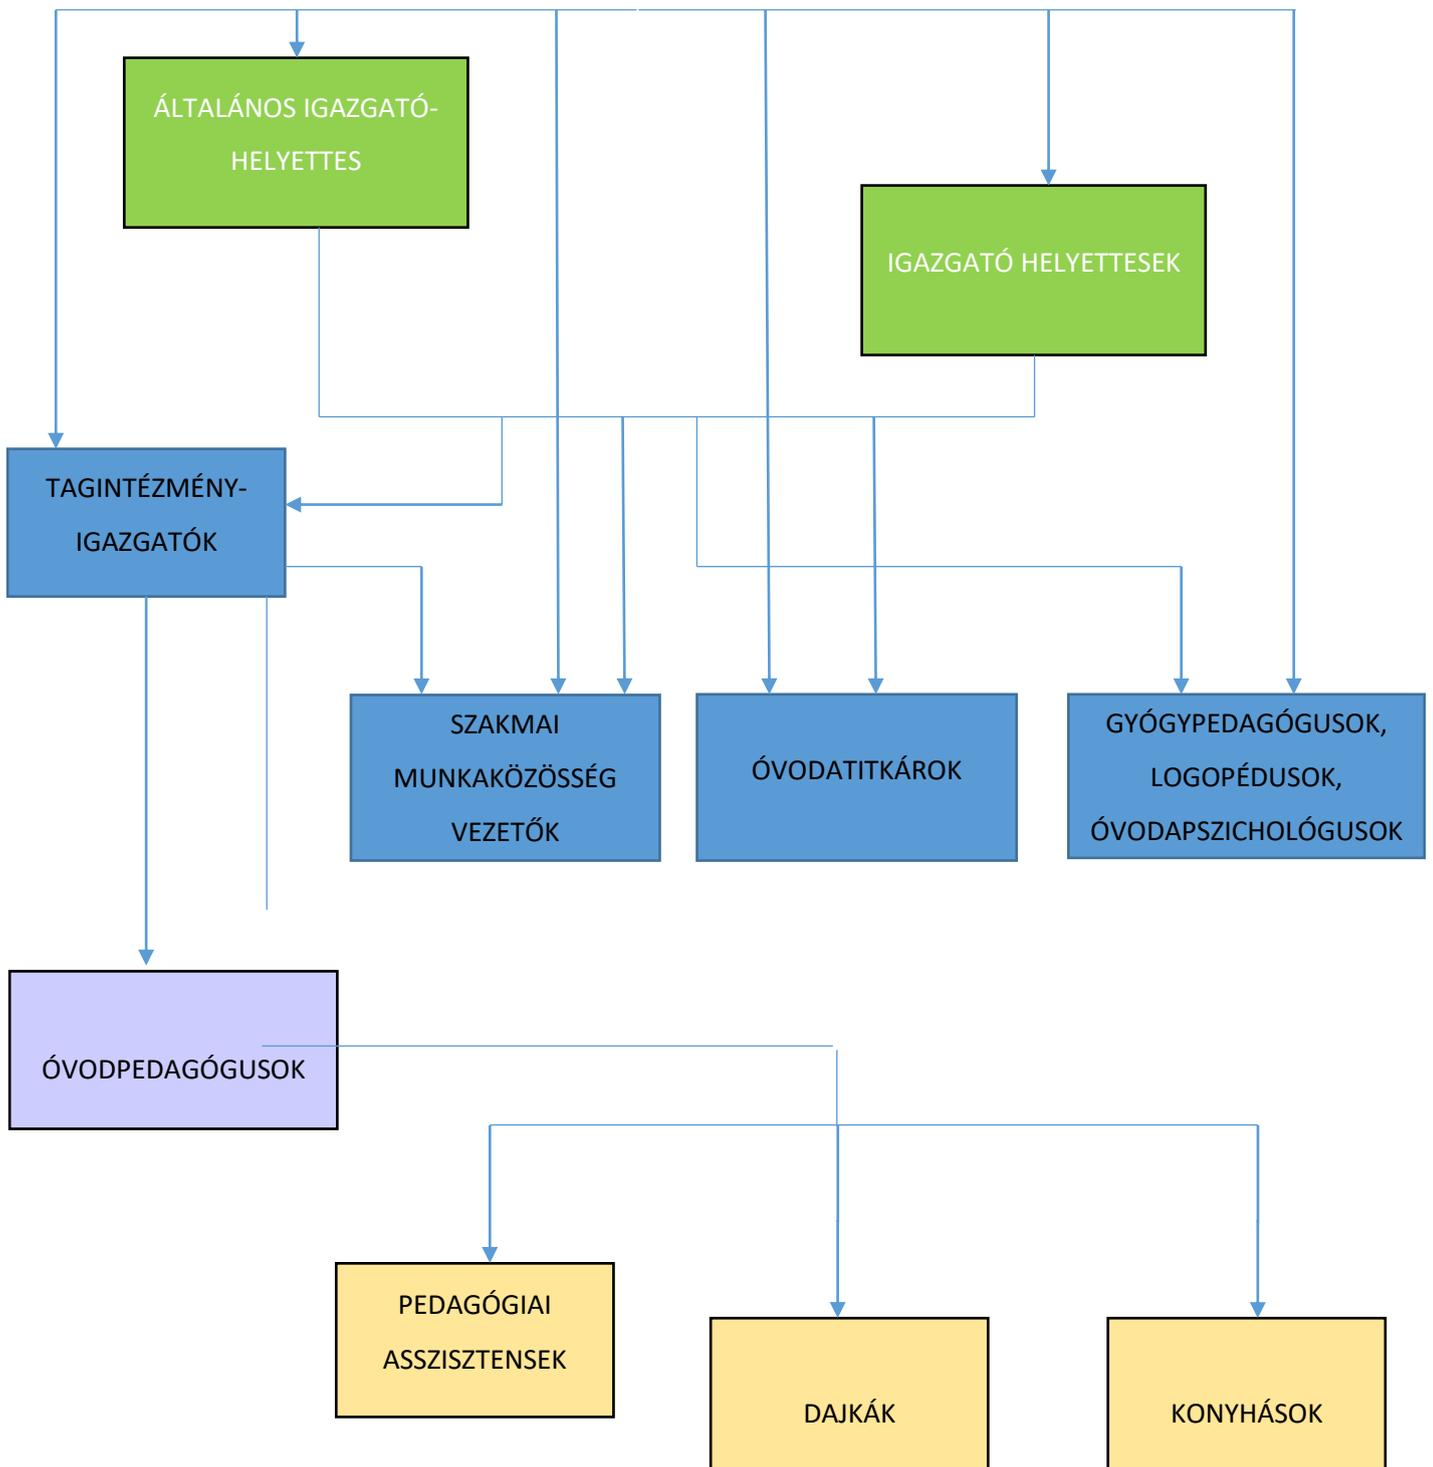 ÁLTALÁNOS IGAZGATÓ-
HELYETTES
IGAZGATÓ HELYETTESEK
TAGINTÉZMÉNY-
IGAZGATÓK
SZAKMAI
MUNKAKÖZÖSSÉG
VEZETŐK
ÓVODATITKÁROK
GYÓGYPEDAGÓGUSOK,
LOGOPÉDUSOK,
ÓVODAPSZICHOLÓGUSOK
ÓVODPEDAGÓGUSOK
PEDAGÓGIAI
ASSZISZTENSEK
DAJKÁK
KONYHÁSOK